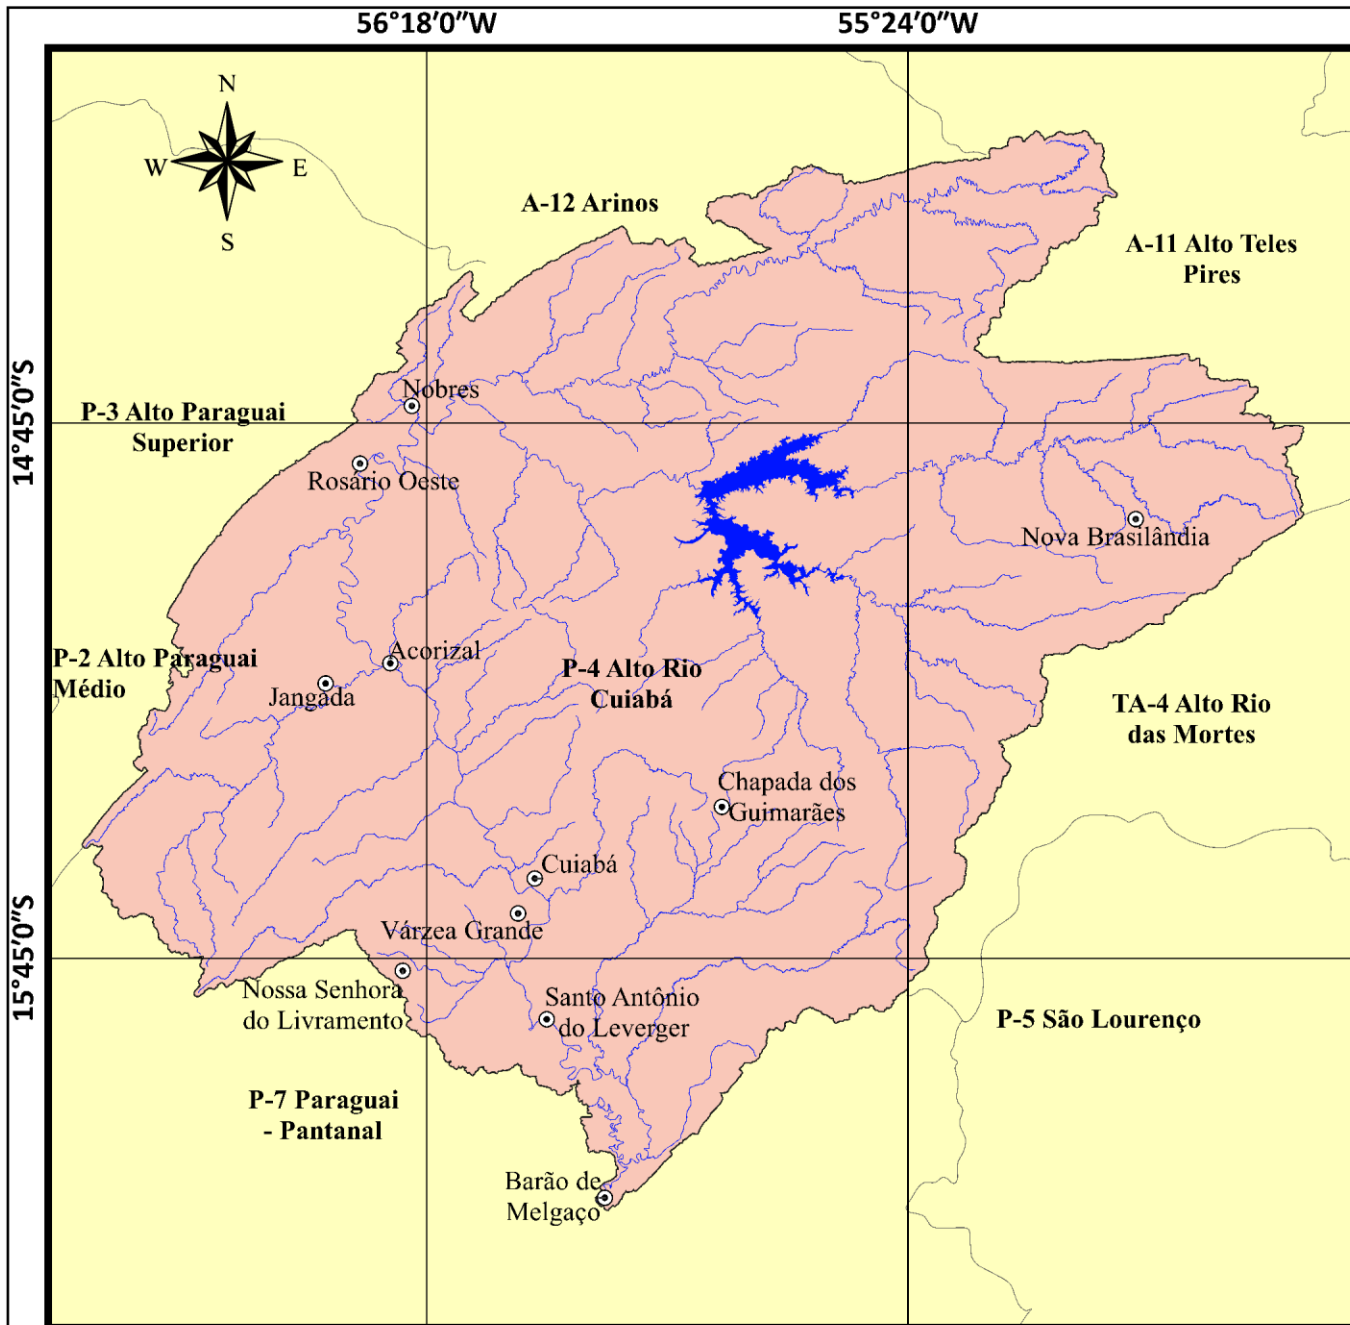 56°18'0"W
55°24'0"W
N
W
E
S
A-12 Arinos
A-11 Alto Teles
Pires
14°45'0"S
Nobres
P-3 Alto Paraguai
Superior
Rosário Oeste
Nova Brasilândia
Acorizal
P-2 Alto Paraguai
Médio
Jangada
P-4 Alto Rio
Cuiabá
TA-4 Alto Rio
das Mortes
Chapada dos
Guimarães
Cuiabá
Várzea Grande
15°45'0"S
Nossa Senhora
do Livramento
Santo Antônio
do Leverger
P-5 São Lourenço
P-7 Paraguai
- Pantanal
Barão de
Melgaço